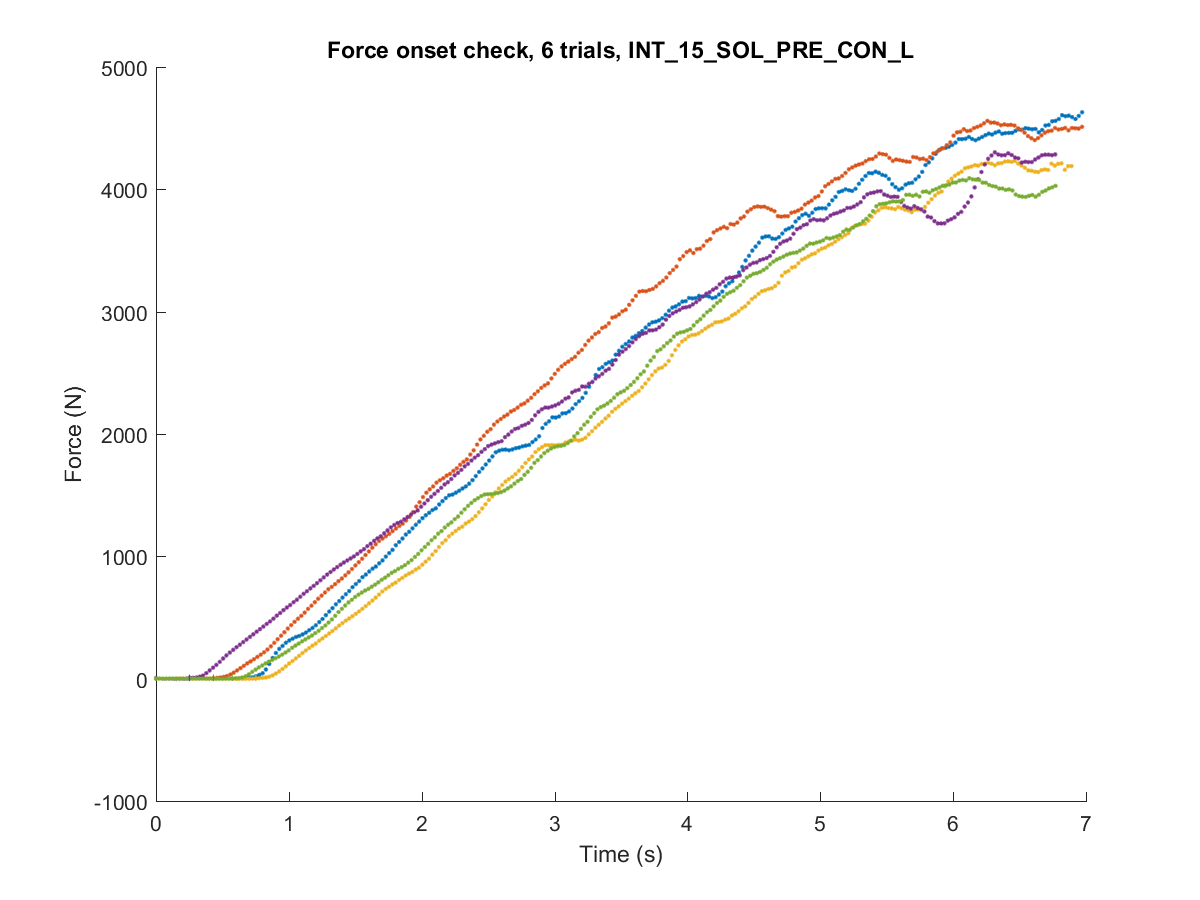 Force onset check, 6 trials, INT_15_SOL_PRE_CON_L
5000
4000
3000
2000
1000
0
-1000
Force (N)
0 1 2 3 4 5 6 7
Time (s)